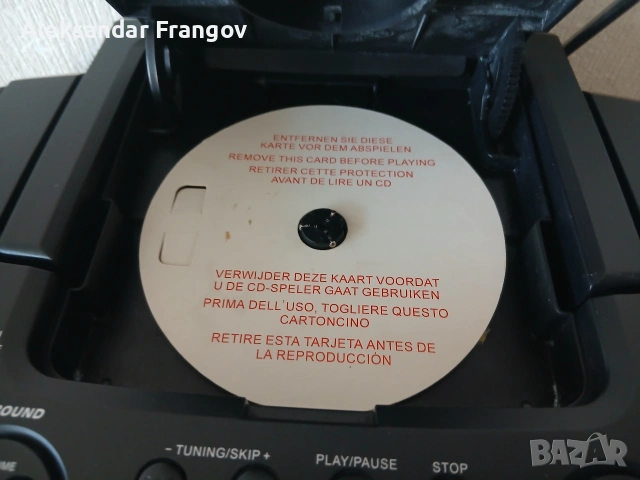 Aleksandar Frangov
ENTFERNEN SIE DIESE
KARTE VOR DEM ABSPIELEN
REMOVE THIS CARD BEFORE PLAYING
RETIRER CETTE PROTECTION
AVANT DE LIRE UN CD
VERWIJDER DEZE KAART VOORDAT
U DE CD-SPELER GAAT GEBRUIKEN
PRIMA DELL'USO, TOGLIERE QUESTO
CARTONCINO
RETIRE ESTA TARJETA ANTES DE
LA REPRODUCCIÓN
- TUNING/SKIP +
PLAY/PAUSE
STOP
BAZAR